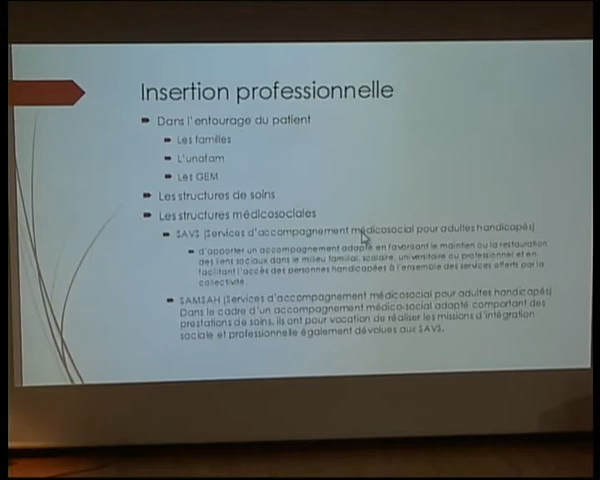 Insertion professionnelle
Dans l'entourage du patient
Les familles
L'unafam
Les GEM
Les structures de soins
Les structures médicosociales
SAVS (Services d'accompagnement médicosocial pour adultes handicapés)
d'apporter un accompagnement adapté en favorisant le maintien ou la restauration
des liens sociaux dans le milieu familial, scolaire, universitaire ou professionnel et en
facilitant l'accès des personnes handicapées à l'ensemble des services offerts par la
collectivité.
SAMSAH (Services d'accompagnement médicosocial pour adultes handicapés)
Dans le cadre d'un accompagnement médico-social adapté comportant des
prestations de soins, ils ont pour vocation de réaliser les missions d'intégration
sociale et professionnelle également dévolues aux SAVS.